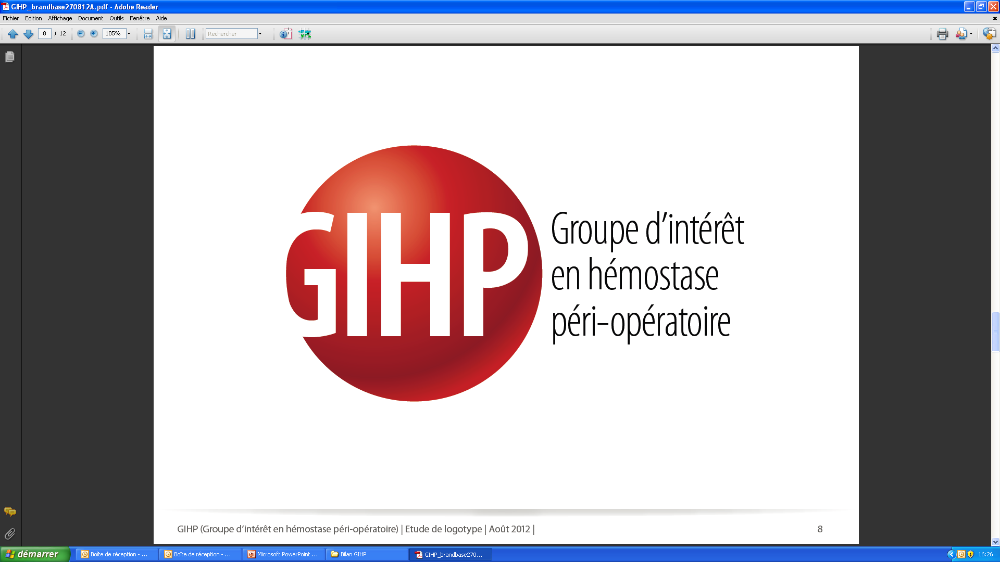 GIHP_brandbase270812A.pdf - Adobe Reader
Fichier Edition Affichage Document Outils Fenêtre Aide
8 / 12 105% Rechercher
GIHP
Groupe d’intérêt
en hémostase
péri-opératoire
GIHP (Groupe d’intérêt en hémostase péri-opératoire) | Etude de logotype | Août 2012 | 8
démarrer Boîte de réception - ... Boîte de réception - ... Microsoft PowerPoint ... Bilan GIHP GIHP_brandbase270... 16:26